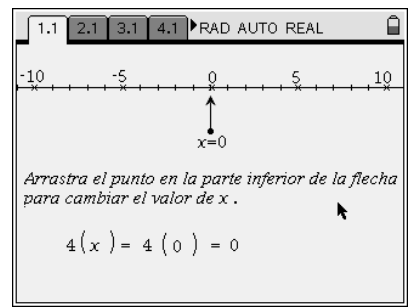 1.1 2.1 3.1 4.1 RAD AUTO REAL
-10 -5 0 5 10
x=0
Arrastra el punto en la parte inferior de la flecha
para cambiar el valor de x .
4(x )= 4 (0 ) = 0